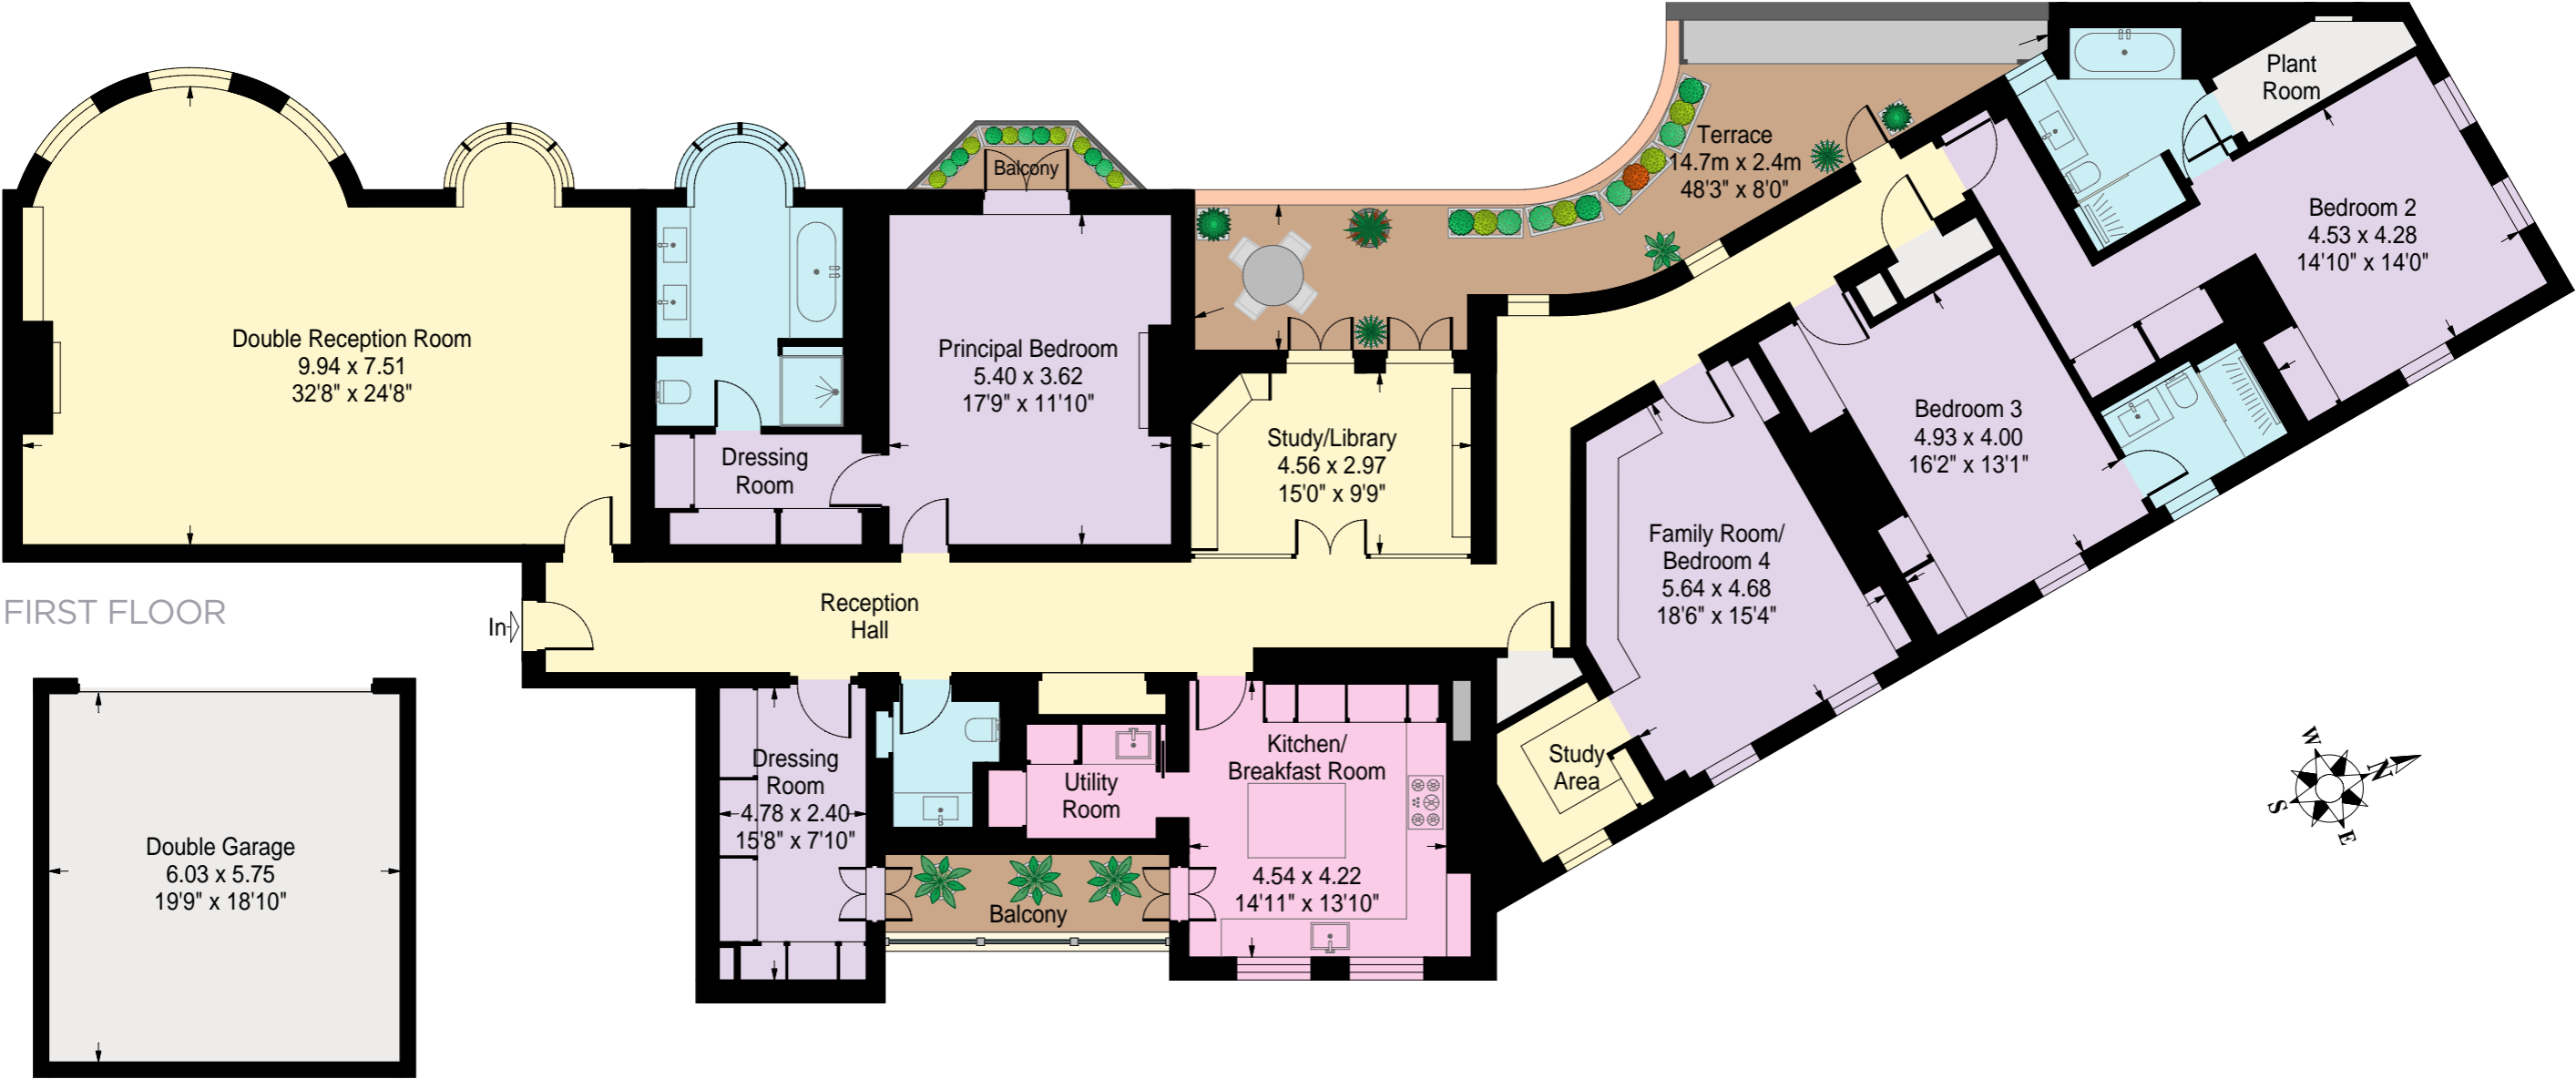 Plant
Room
Terrace
14.7m x 2.4m
48'3" x 8'0"
Balcony
Bedroom 2
4.53 x 4.28
14'10" x 14'0"
Double Reception Room
9.94 x 7.51
32'8" x 24'8"
Principal Bedroom
5.40 x 3.62
17'9" x 11'10"
Study/Library
4.56 x 2.97
15'0" x 9'9"
Bedroom 3
4.93 x 4.00
16'2" x 13'1"
Dressing
Room
Family Room/
Bedroom 4
5.64 x 4.68
18'6" x 15'4"
FIRST FLOOR
In
Reception
Hall
Dressing
Room
4.78 x 2.40
15'8" x 7'10"
Utility
Room
Kitchen/
Breakfast Room
4.54 x 4.22
14'11" x 13'10"
Study
Area
Balcony
Double Garage
6.03 x 5.75
19'9" x 18'10"
W
N
S
E